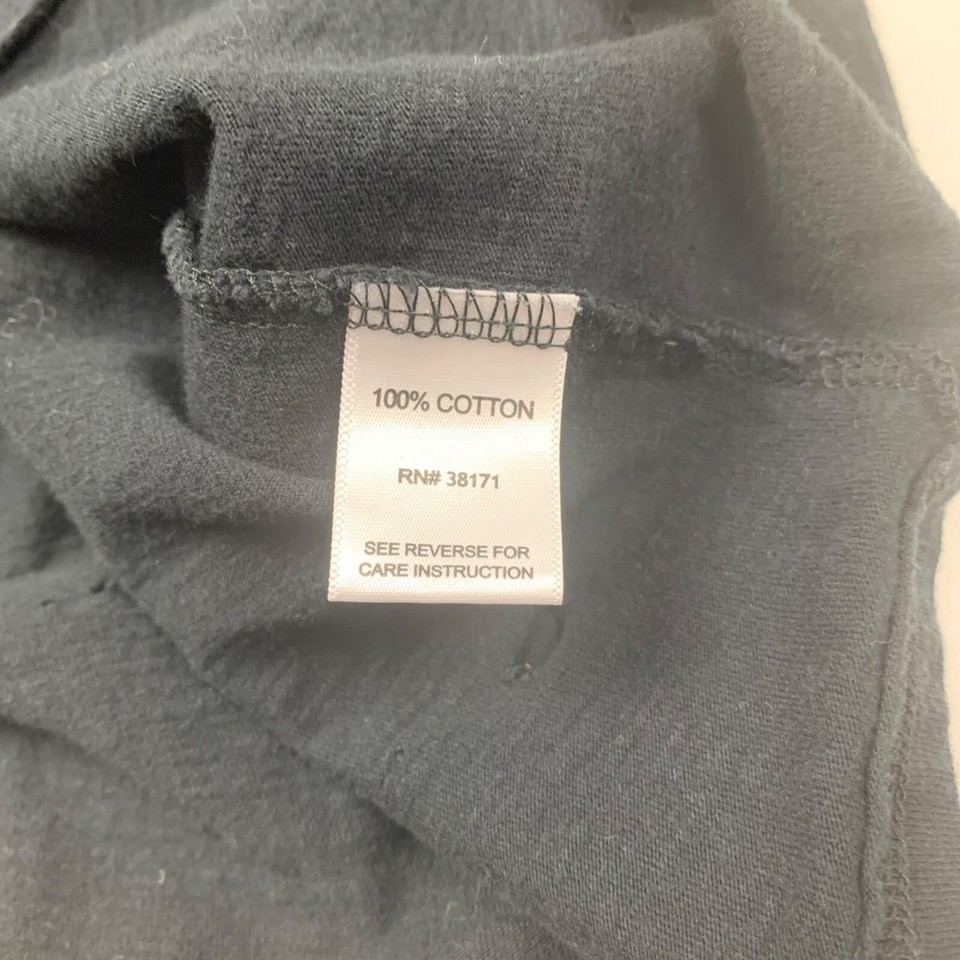 100% COTTON
RN# 38171
SEE REVERSE FOR
CARE INSTRUCTION